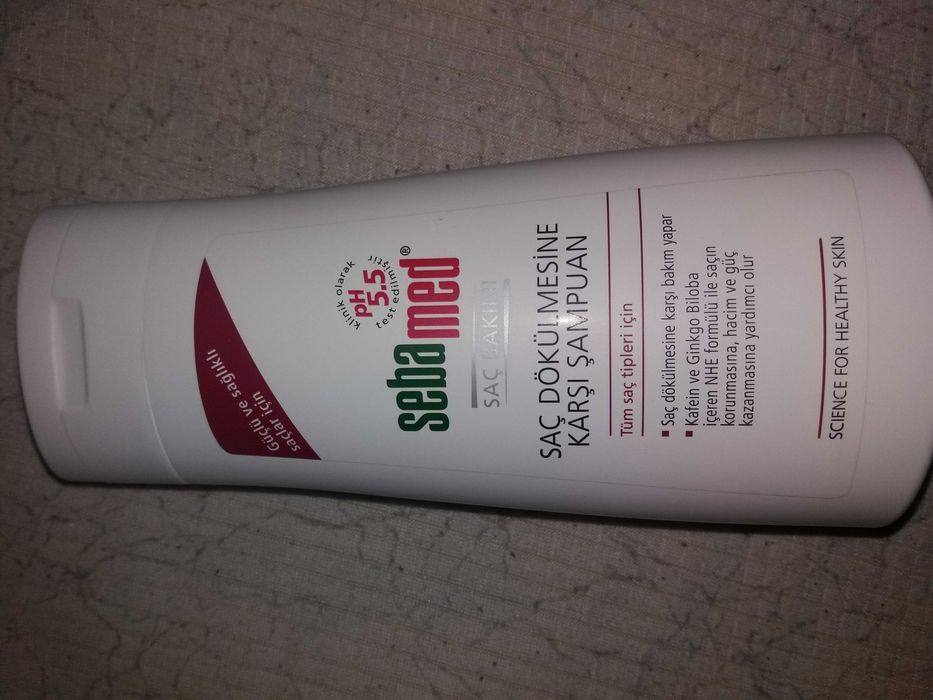 Güçlü ve sağlıklı
saçlar için
klinik olarak
pH
5.5
test edilmiştir
sebamed®
SAÇ BAKIMI
SAÇ DÖKÜLMESİNE
KARŞI ŞAMPUAN
Tüm saç tipleri için
▪ Saç dökülmesine karşı bakım yapar
▪ Kafein ve Ginkgo Biloba
içeren NHE formülü ile saçın
korunmasına, hacim ve güç
kazanmasına yardımcı olur
SCIENCE FOR HEALTHY SKIN